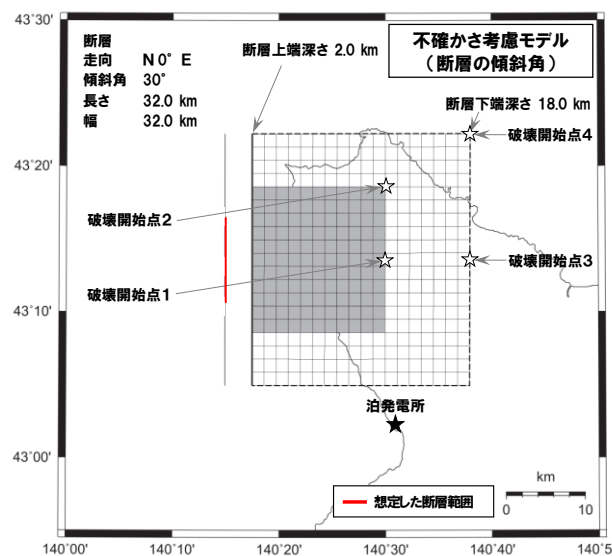 43°30'
断層
走向 N 0° E
傾斜角 30°
長さ 32.0 km
幅 32.0 km
断層上端深さ 2.0 km
不確かさ考慮モデル
（断層の傾斜角）
断層下端深さ 18.0 km
破壊開始点4
43°20'
破壊開始点2
破壊開始点3
破壊開始点1
43°10'
泊発電所
43°00'
km
0 10
想定した断層範囲
140°00' 140°10' 140°20' 140°30' 140°40' 140°5